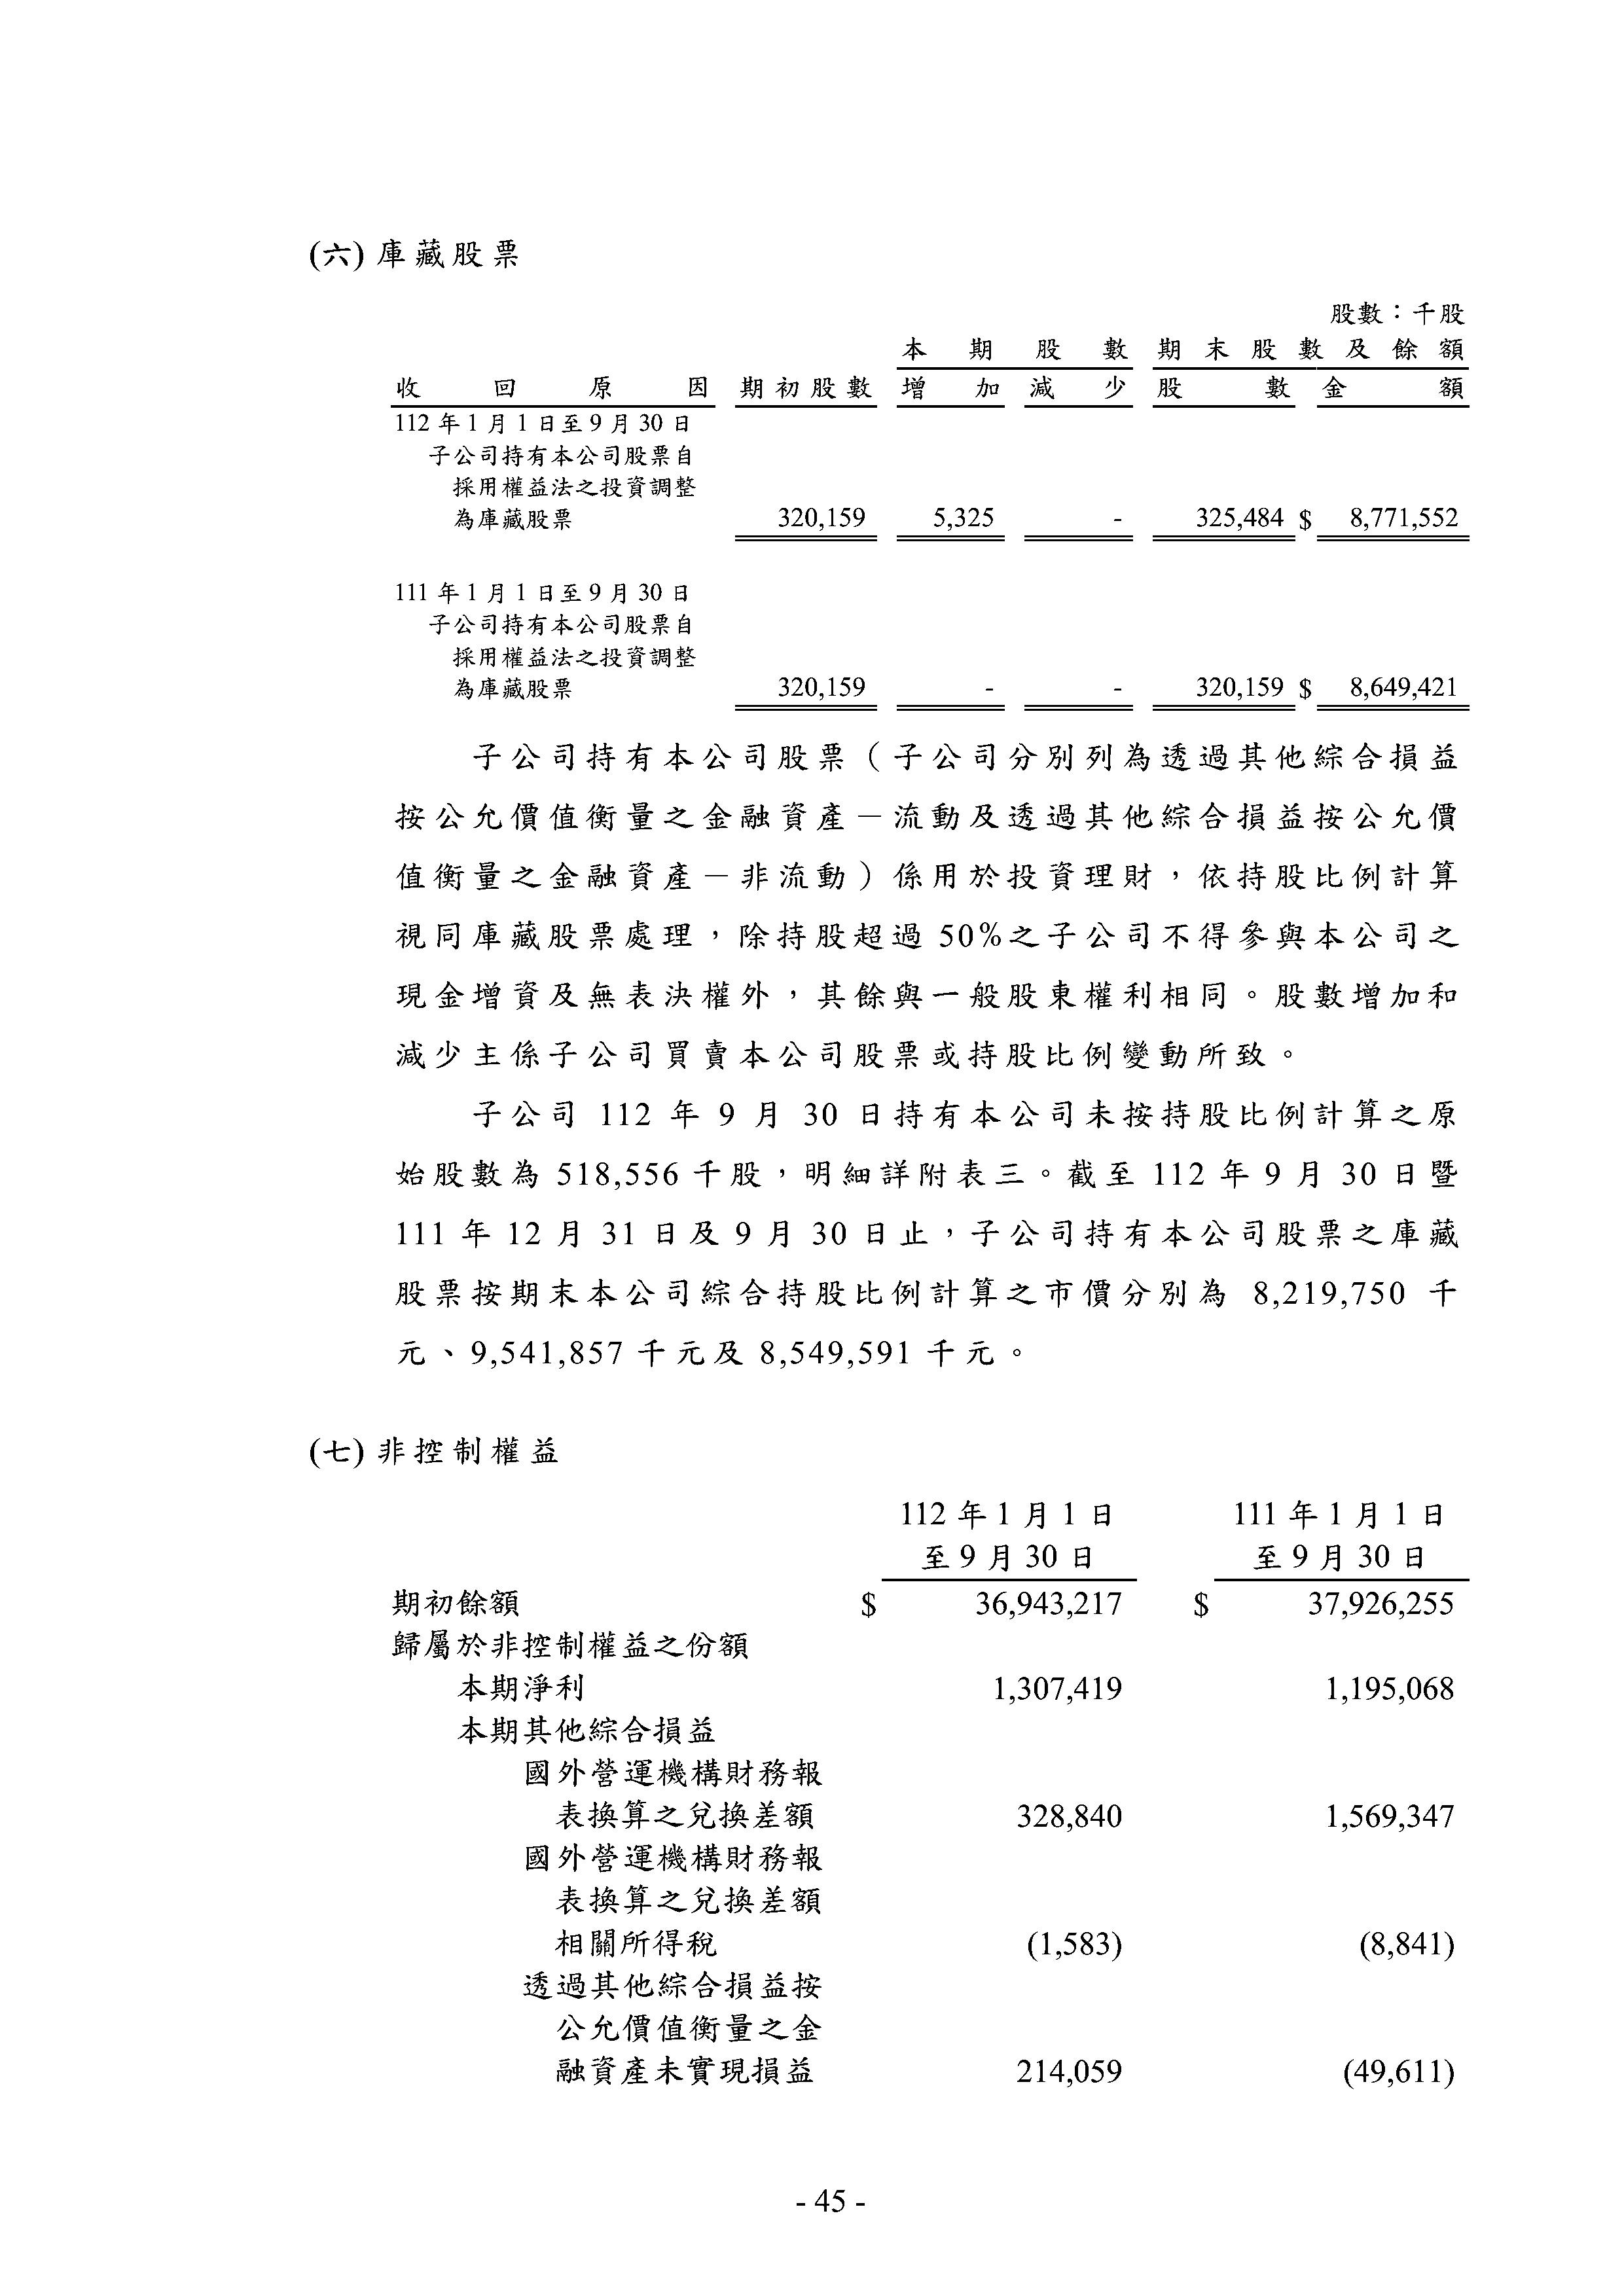 (六) 庫藏股票
股數：千股
本期股數 期末股數及餘額
收回原因 期初股數 增加 減少 股數 金額
112 年 1 月 1 日至 9 月 30 日
子公司持有本公司股票自
採用權益法之投資調整
為庫藏股票 320,159 5,325 - 325,484 $ 8,771,552
111 年 1 月 1 日至 9 月 30 日
子公司持有本公司股票自
採用權益法之投資調整
為庫藏股票 320,159 - - 320,159 $ 8,649,421
子公司持有本公司股票（子公司分別列為透過其他綜合損益
按公允價值衡量之金融資產－流動及透過其他綜合損益按公允價
值衡量之金融資產－非流動）係用於投資理財，依持股比例計算
視同庫藏股票處理，除持股超過 50%之子公司不得參與本公司之
現金增資及無表決權外，其餘與一般股東權利相同。股數增加和
減少主係子公司買賣本公司股票或持股比例變動所致。
子公司 112 年 9 月 30 日持有本公司未按持股比例計算之原
始股數為 518,556 千股，明細詳附表三。截至 112 年 9 月 30 日暨
111 年 12 月 31 日及 9 月 30 日止，子公司持有本公司股票之庫藏
股票按期末本公司綜合持股比例計算之市價分別為 8,219,750 千
元、9,541,857 千元及 8,549,591 千元。
(七) 非控制權益
112 年 1 月 1 日 111 年 1 月 1 日
至 9 月 30 日 至 9 月 30 日
期初餘額 $ 36,943,217 $ 37,926,255
歸屬於非控制權益之份額
本期淨利 1,307,419 1,195,068
本期其他綜合損益
國外營運機構財務報
表換算之兌換差額 328,840 1,569,347
國外營運機構財務報
表換算之兌換差額
相關所得稅 (1,583) (8,841)
透過其他綜合損益按
公允價值衡量之金
融資產未實現損益 214,059 (49,611)
- 45 -